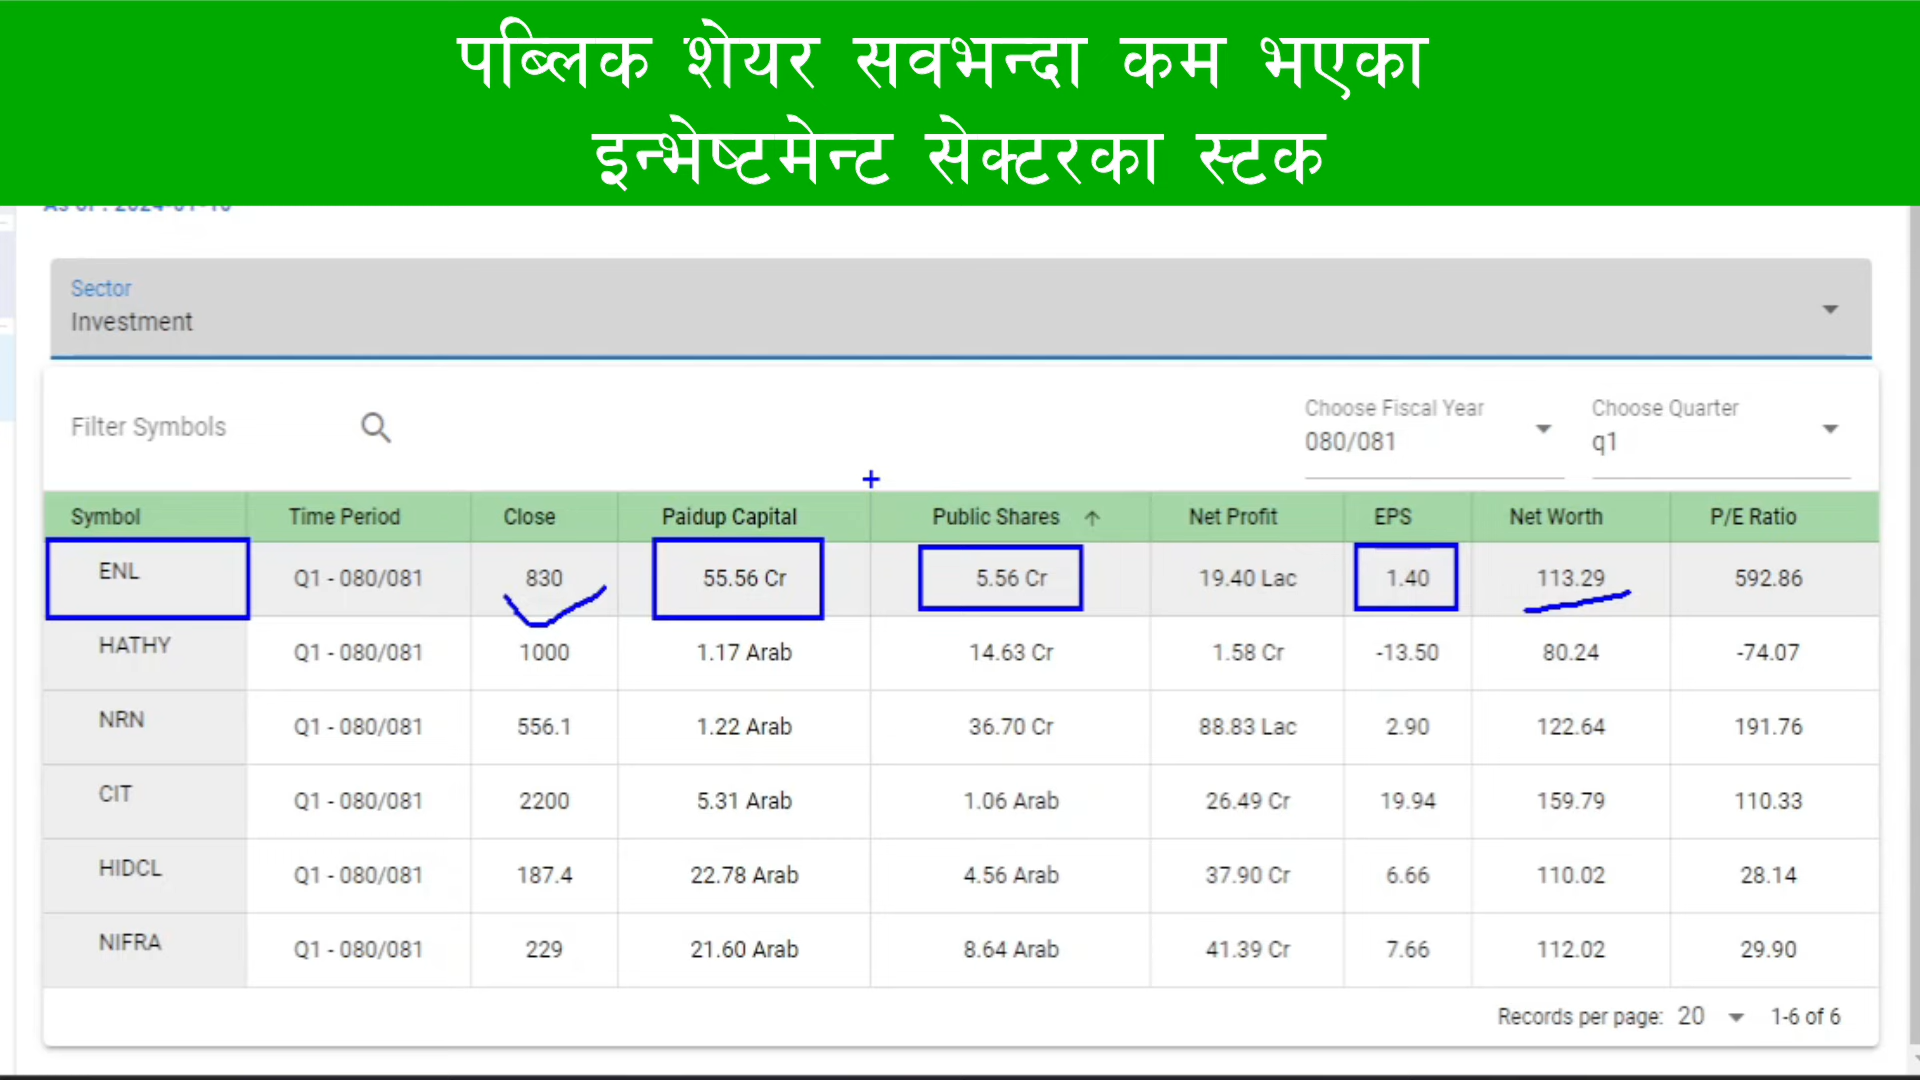 पब्लिक शेयर सवभन्दा कम भएका
इन्भेष्टमेन्ट सेक्टरका स्टक
Sector
Investment
Filter Symbols
Choose Fiscal Year
080/081
Choose Quarter
q1
Symbol Time Period Close Paidup Capital Public Shares ↑ Net Profit EPS Net Worth P/E Ratio
ENL Q1 - 080/081 830 55.56 Cr 5.56 Cr 19.40 Lac 1.40 113.29 592.86
HATHY Q1 - 080/081 1000 1.17 Arab 14.63 Cr 1.58 Cr -13.50 80.24 -74.07
NRN Q1 - 080/081 556.1 1.22 Arab 36.70 Cr 88.83 Lac 2.90 122.64 191.76
CIT Q1 - 080/081 2200 5.31 Arab 1.06 Arab 26.49 Cr 19.94 159.79 110.33
HIDCL Q1 - 080/081 187.4 22.78 Arab 4.56 Arab 37.90 Cr 6.66 110.02 28.14
NIFRA Q1 - 080/081 229 21.60 Arab 8.64 Arab 41.39 Cr 7.66 112.02 29.90
Records per page: 20 1-6 of 6